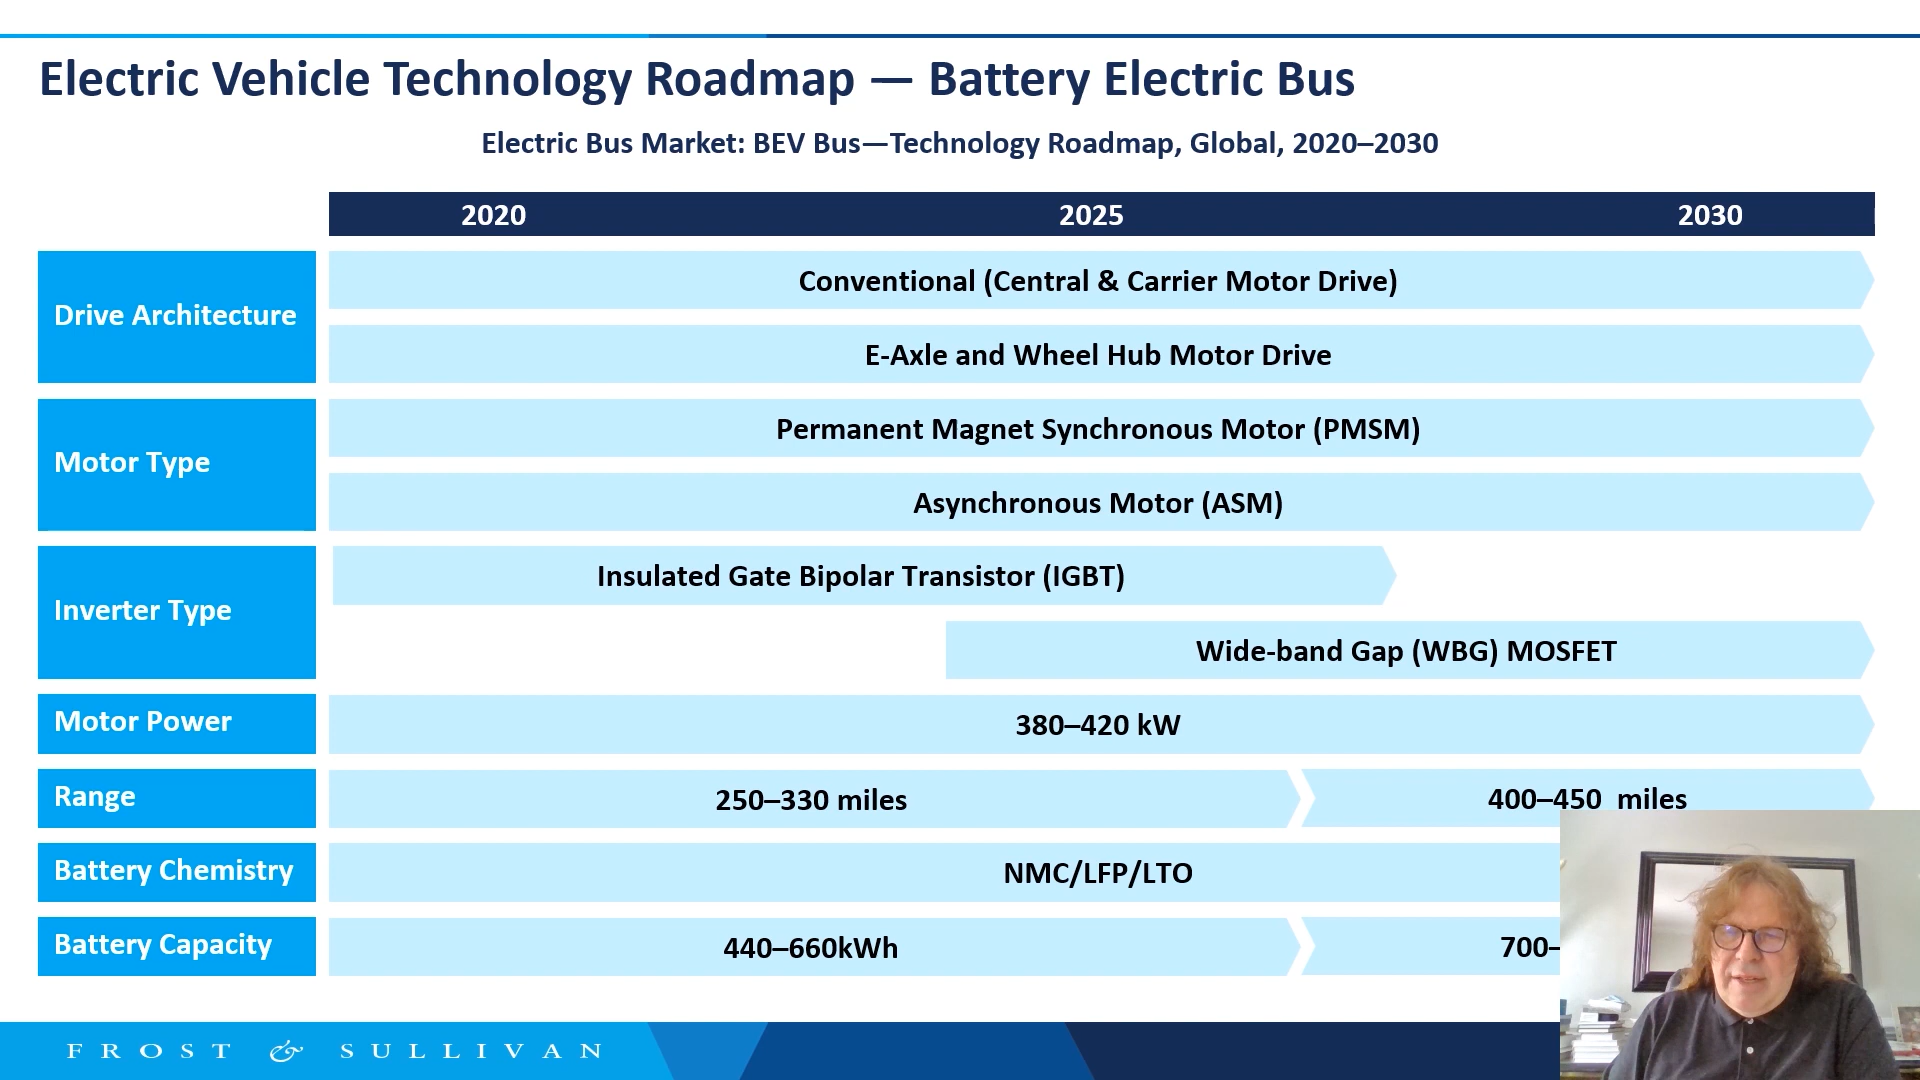 Electric Vehicle Technology Roadmap — Battery Electric Bus
Electric Bus Market: BEV Bus—Technology Roadmap, Global, 2020–2030
2020 2025 2030
Drive Architecture
Conventional (Central & Carrier Motor Drive)
E-Axle and Wheel Hub Motor Drive
Motor Type
Permanent Magnet Synchronous Motor (PMSM)
Asynchronous Motor (ASM)
Inverter Type
Insulated Gate Bipolar Transistor (IGBT)
Wide-band Gap (WBG) MOSFET
Motor Power
380–420 kW
Range
250–330 miles
400–450  miles
Battery Chemistry
NMC/LFP/LTO
Battery Capacity
440–660kWh
700–
FROST & SULLIVAN